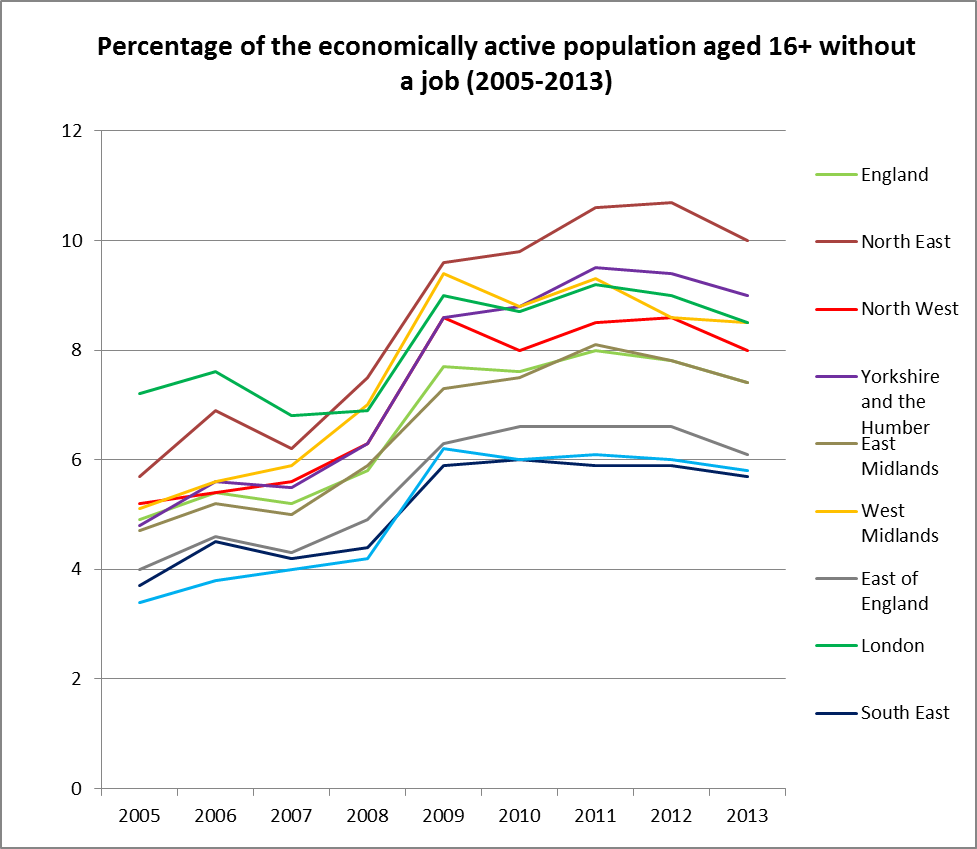 Percentage of the economically active population aged 16+ without
a job (2005-2013)
12
10
8
6
4
2
0
2005 2006 2007 2008 2009 2010 2011 2012 2013
England
North East
North West
Yorkshire
and the
Humber
East
Midlands
West
Midlands
East of
England
London
South East